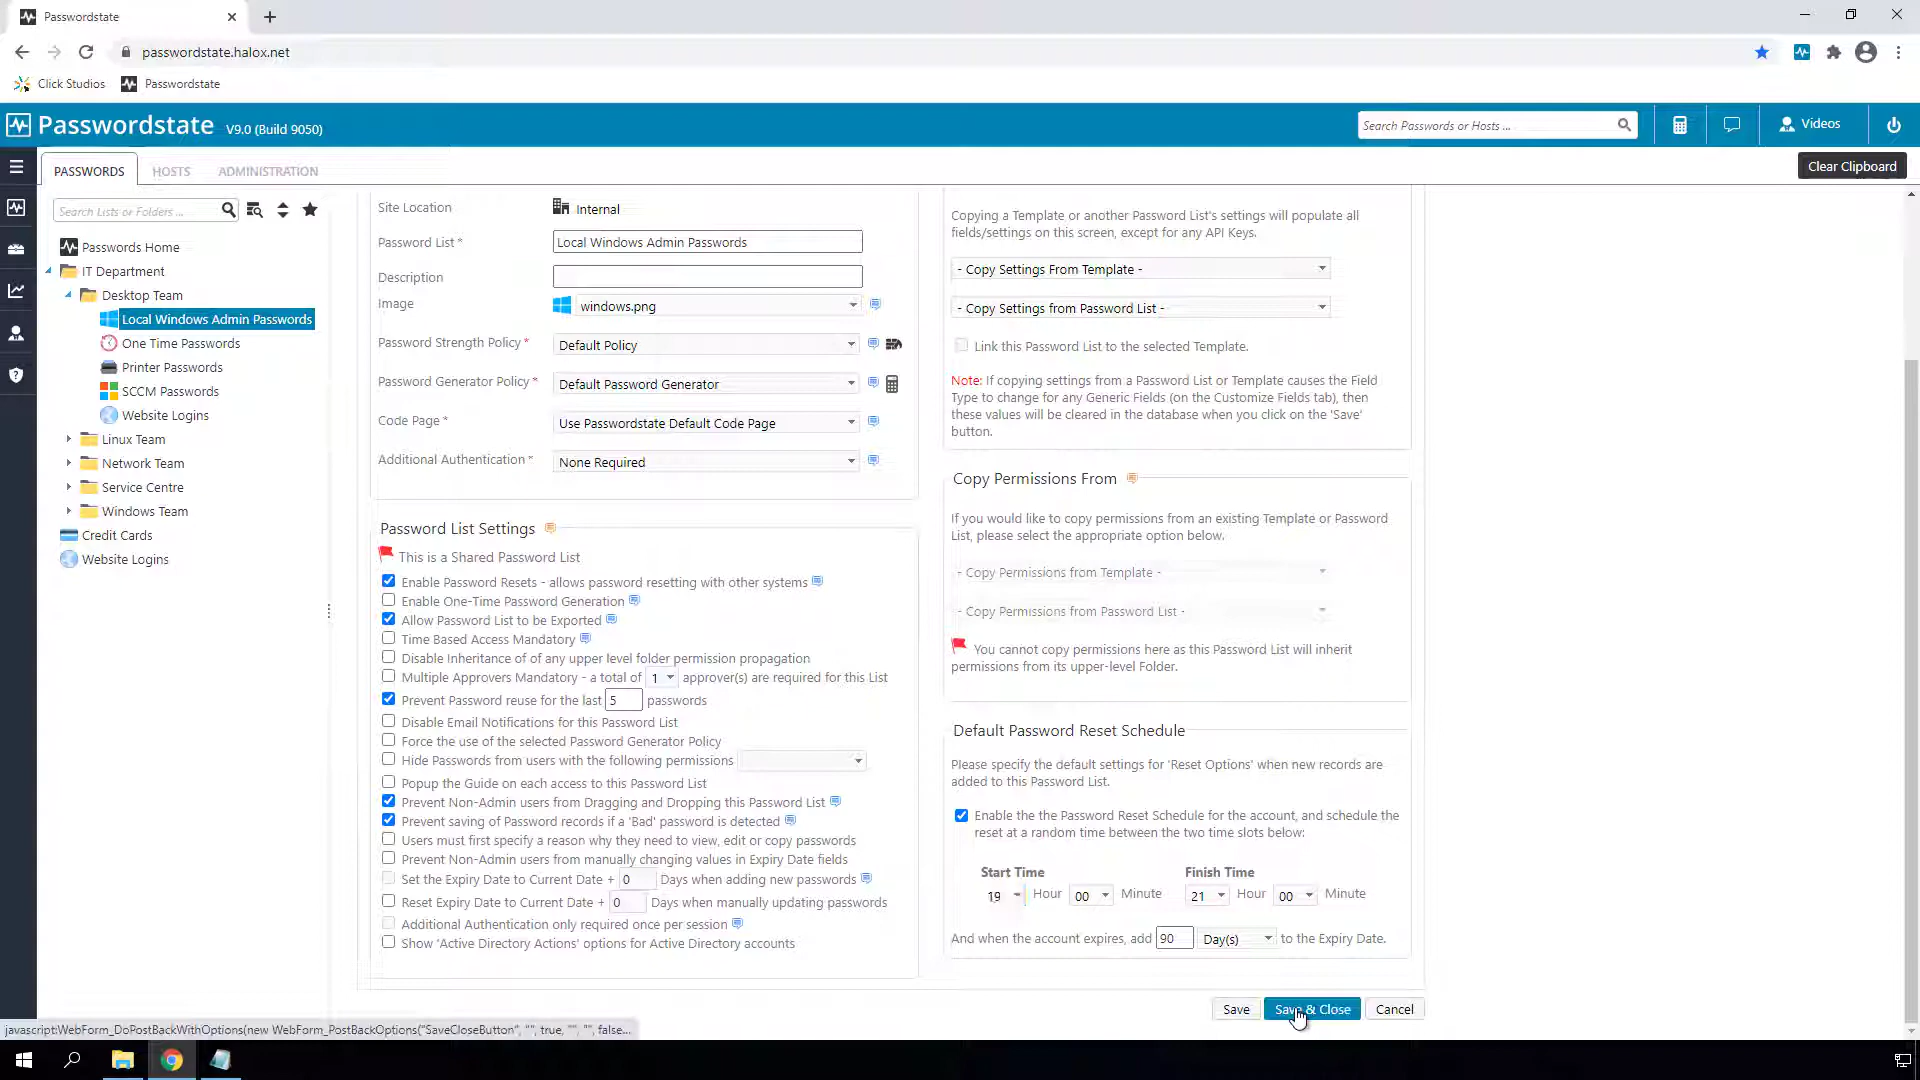 Passwordstate
passwordstate.halox.net
Click Studios
Passwordstate
Passwordstate V9.0 (Build 9050)
Search Passwords or Hosts ...
Videos
PASSWORDS
HOSTS
ADMINISTRATION
Clear Clipboard
Search Lists or Folders ...
Passwords Home
IT Department
Desktop Team
Local Windows Admin Passwords
One Time Passwords
Printer Passwords
SCCM Passwords
Website Logins
Linux Team
Network Team
Service Centre
Windows Team
Credit Cards
Website Logins
Site Location
Internal
Password List *
Local Windows Admin Passwords
Description
Image
windows.png
Password Strength Policy *
Default Policy
Password Generator Policy *
Default Password Generator
Code Page *
Use Passwordstate Default Code Page
Additional Authentication *
None Required
Password List Settings
This is a Shared Password List
Enable Password Resets - allows password resetting with other systems
Enable One-Time Password Generation
Allow Password List to be Exported
Time Based Access Mandatory
Disable Inheritance of of any upper level folder permission propagation
Multiple Approvers Mandatory - a total of 1 approver(s) are required for this List
Prevent Password reuse for the last 5 passwords
Disable Email Notifications for this Password List
Force the use of the selected Password Generator Policy
Hide Passwords from users with the following permissions
Popup the Guide on each access to this Password List
Prevent Non-Admin users from Dragging and Dropping this Password List
Prevent saving of Password records if a 'Bad' password is detected
Users must first specify a reason why they need to view, edit or copy passwords
Prevent Non-Admin users from manually changing values in Expiry Date fields
Set the Expiry Date to Current Date + 0 Days when adding new passwords
Reset Expiry Date to Current Date + 0 Days when manually updating passwords
Additional Authentication only required once per session
Show 'Active Directory Actions' options for Active Directory accounts
Copying a Template or another Password List's settings will populate all
fields/settings on this screen, except for any API Keys.
- Copy Settings From Template -
- Copy Settings from Password List -
Link this Password List to the selected Template.
Note: If copying settings from a Password List or Template causes the Field
Type to change for any Generic Fields (on the Customize Fields tab), then
these values will be cleared in the database when you click on the 'Save'
button.
Copy Permissions From
If you would like to copy permissions from an existing Template or Password
List, please select the appropriate option below.
- Copy Permissions from Template -
- Copy Permissions from Password List -
You cannot copy permissions here as this Password List will inherit
permissions from its upper-level Folder.
Default Password Reset Schedule
Please specify the default settings for 'Reset Options' when new records are
added to this Password List.
Enable the the Password Reset Schedule for the account, and schedule the
reset at a random time between the two time slots below:
Start Time
Finish Time
19 Hour 00 Minute
21 Hour 00 Minute
And when the account expires, add 90 Day(s) to the Expiry Date.
Save
Save & Close
Cancel
javascript:WebForm_DoPostBackWithOptions(new WebForm_PostBackOptions("SaveCloseButton", "", true, "", "", false...